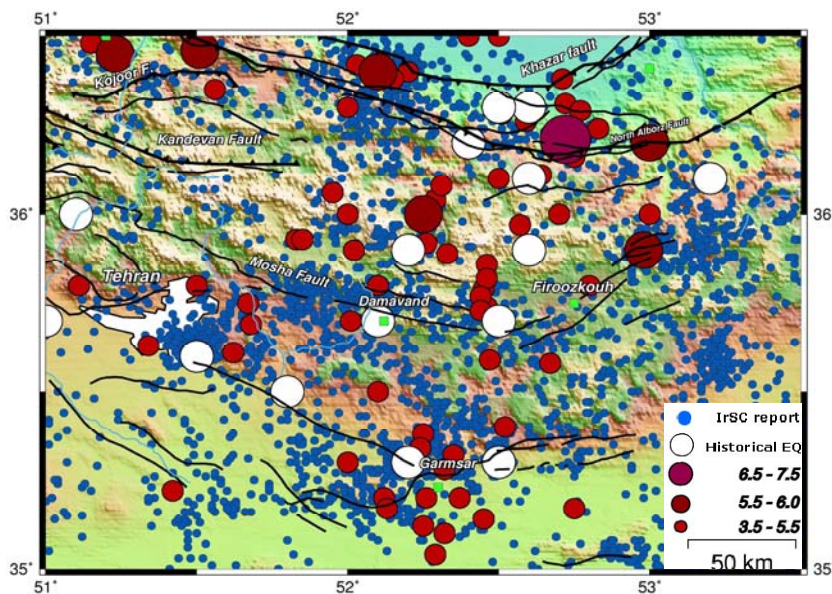 51° 52° 53°
Khazar fault
Kojoor F.
North Alborz Fault
Kandevan Fault
36° 36°
Mosha Fault
Tehran
Firoozkouh
Damavand
IrSC report
Historical EQ
Garmsar
6.5 - 7.5
5.5 - 6.0
3.5 - 5.5
50 km
35° 35
51° 52° 53°